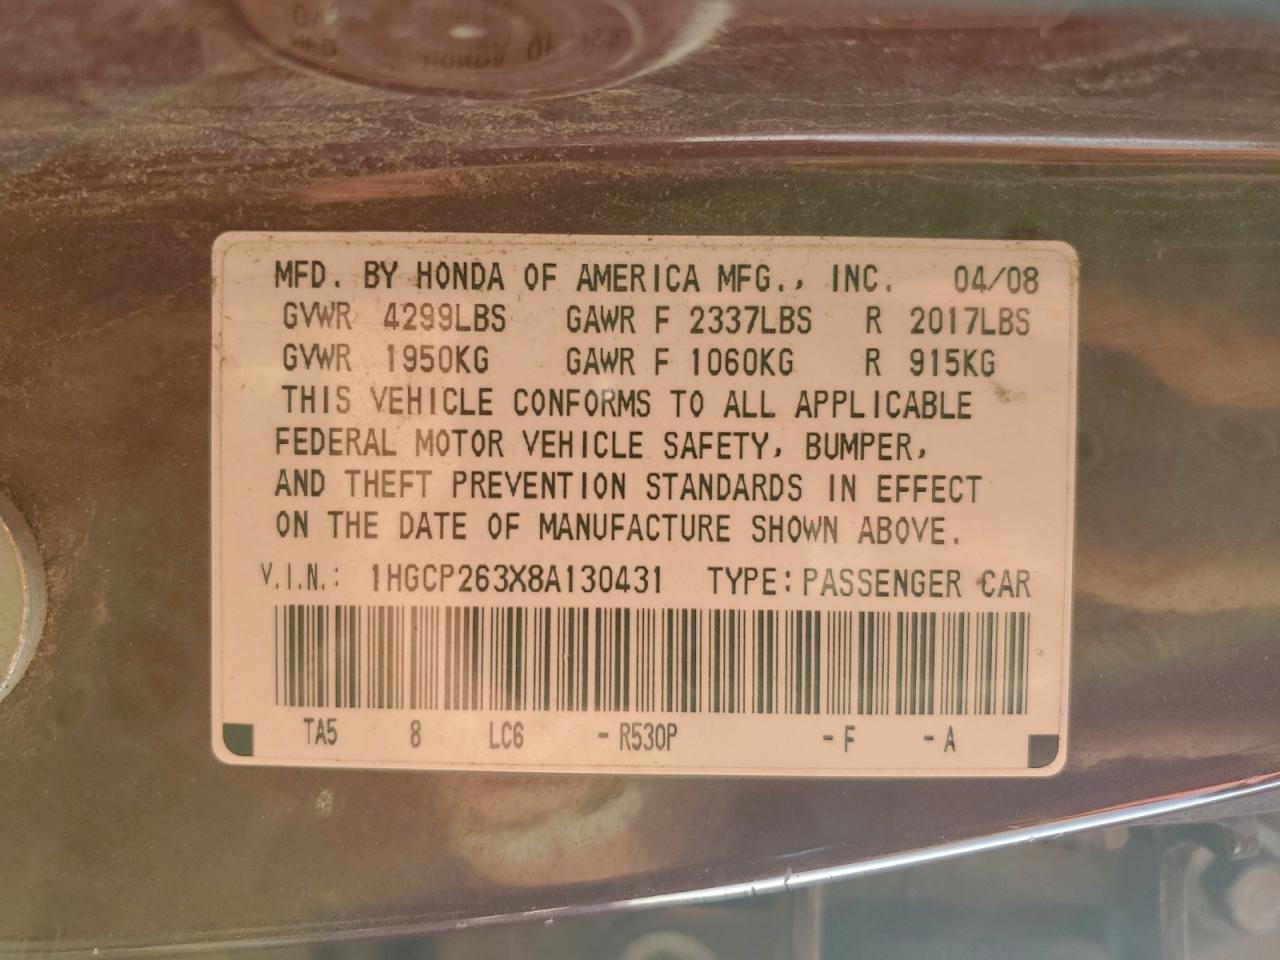 MFD. BY HONDA OF AMERICA MFG., INC. 04/08
GVWR 4299LBS GAWR F 2337LBS R 2017LBS
GVWR 1950KG GAWR F 1060KG R 915KG
THIS VEHICLE CONFORMS TO ALL APPLICABLE
FEDERAL MOTOR VEHICLE SAFETY, BUMPER,
AND THEFT PREVENTION STANDARDS IN EFFECT
ON THE DATE OF MANUFACTURE SHOWN ABOVE.
V.I.N.: 1HGCP263X8A130431 TYPE: PASSENGER CAR
TA5 8 LC6 -R530P -F -A